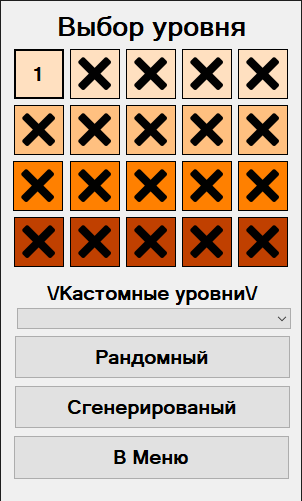 Выбор уровня
1
\/Кастомные уровни\/
Рандомный
Сгенерированый
В Меню